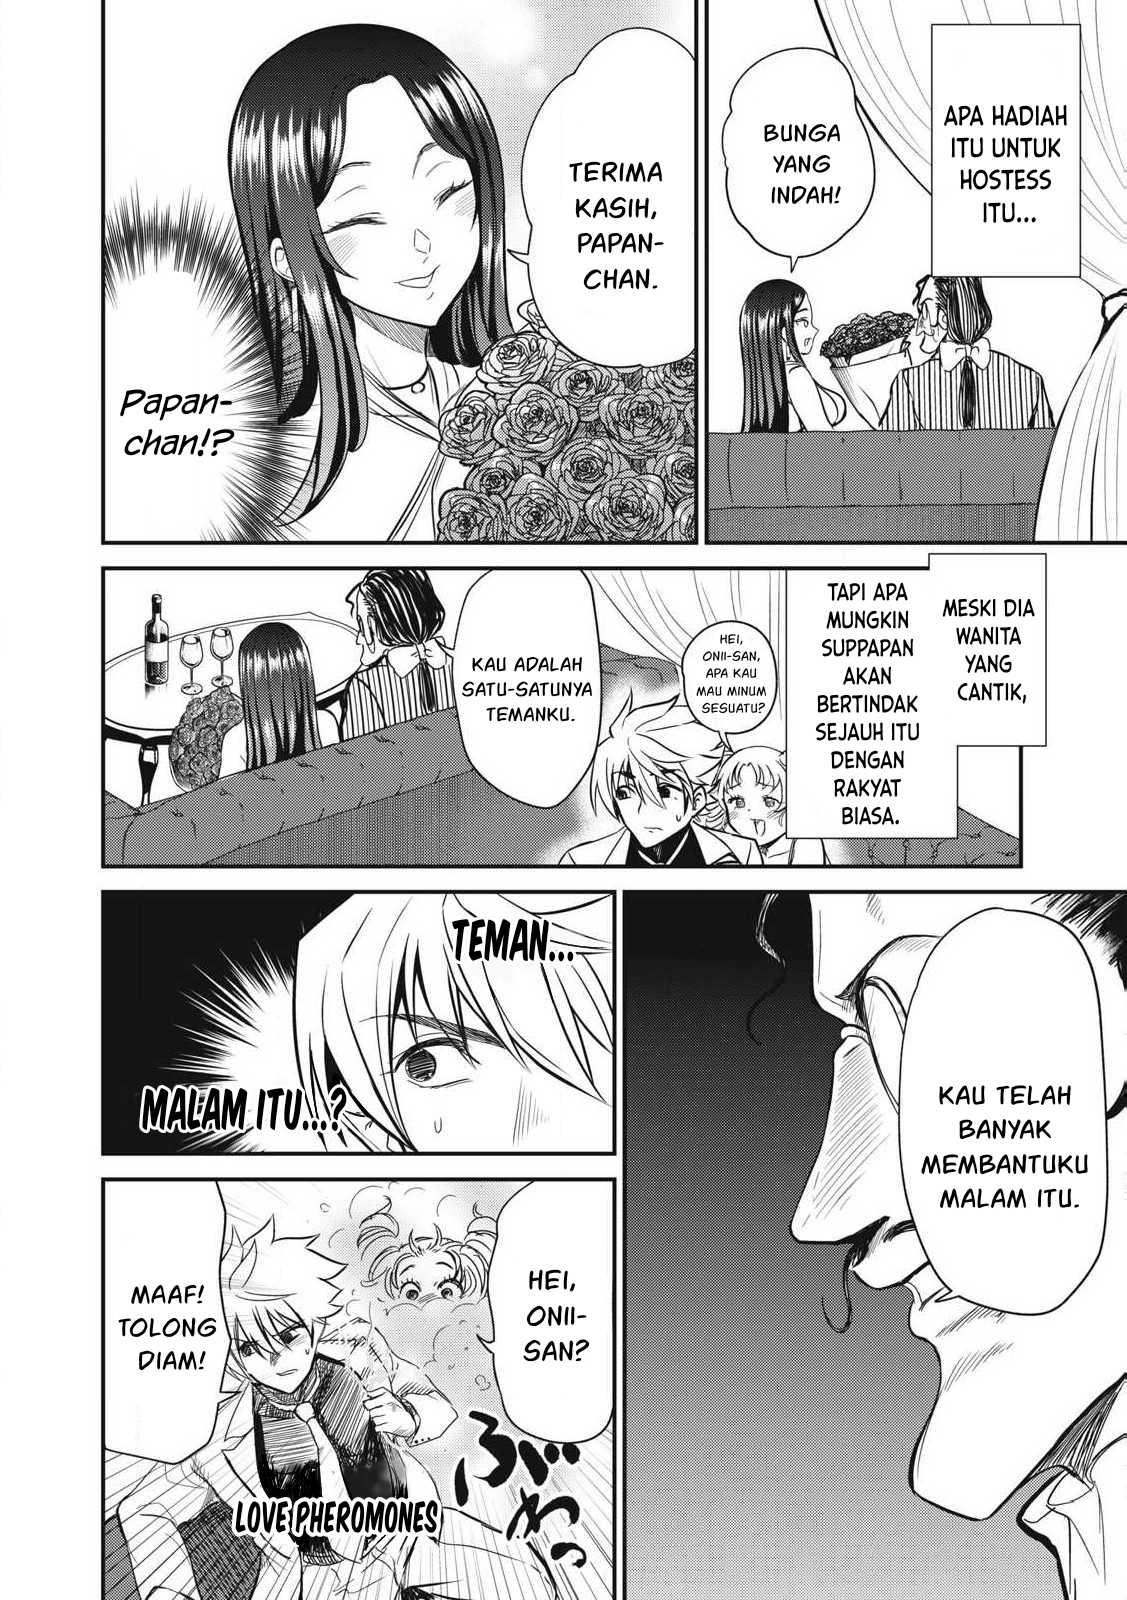 APA HADIAH
ITU UNTUK
HOSTESS
ITU...
BUNGA
YANG
INDAH!
TERIMA
KASIH,
PAPAN-
CHAN.
Papan-
chan!?
MESKI DIA
WANITA
YANG
CANTIK,
TAPI APA
MUNGKIN
SUPPAPAN
AKAN
BERTINDAK
SEJAUH ITU
DENGAN
RAKYAT
BIASA.
HEI,
ONII-SAN,
APA KAU
MAU MINUM
SESUATU?
KAU ADALAH
SATU-SATUNYA
TEMANKU.
KAU TELAH
BANYAK
MEMBANTUKU
MALAM ITU.
TEMAN...
MALAM ITU...?
HEI,
ONII-
SAN?
MAAF!
TOLONG
DIAM!
ふぁっ
LOVE PHEROMONES